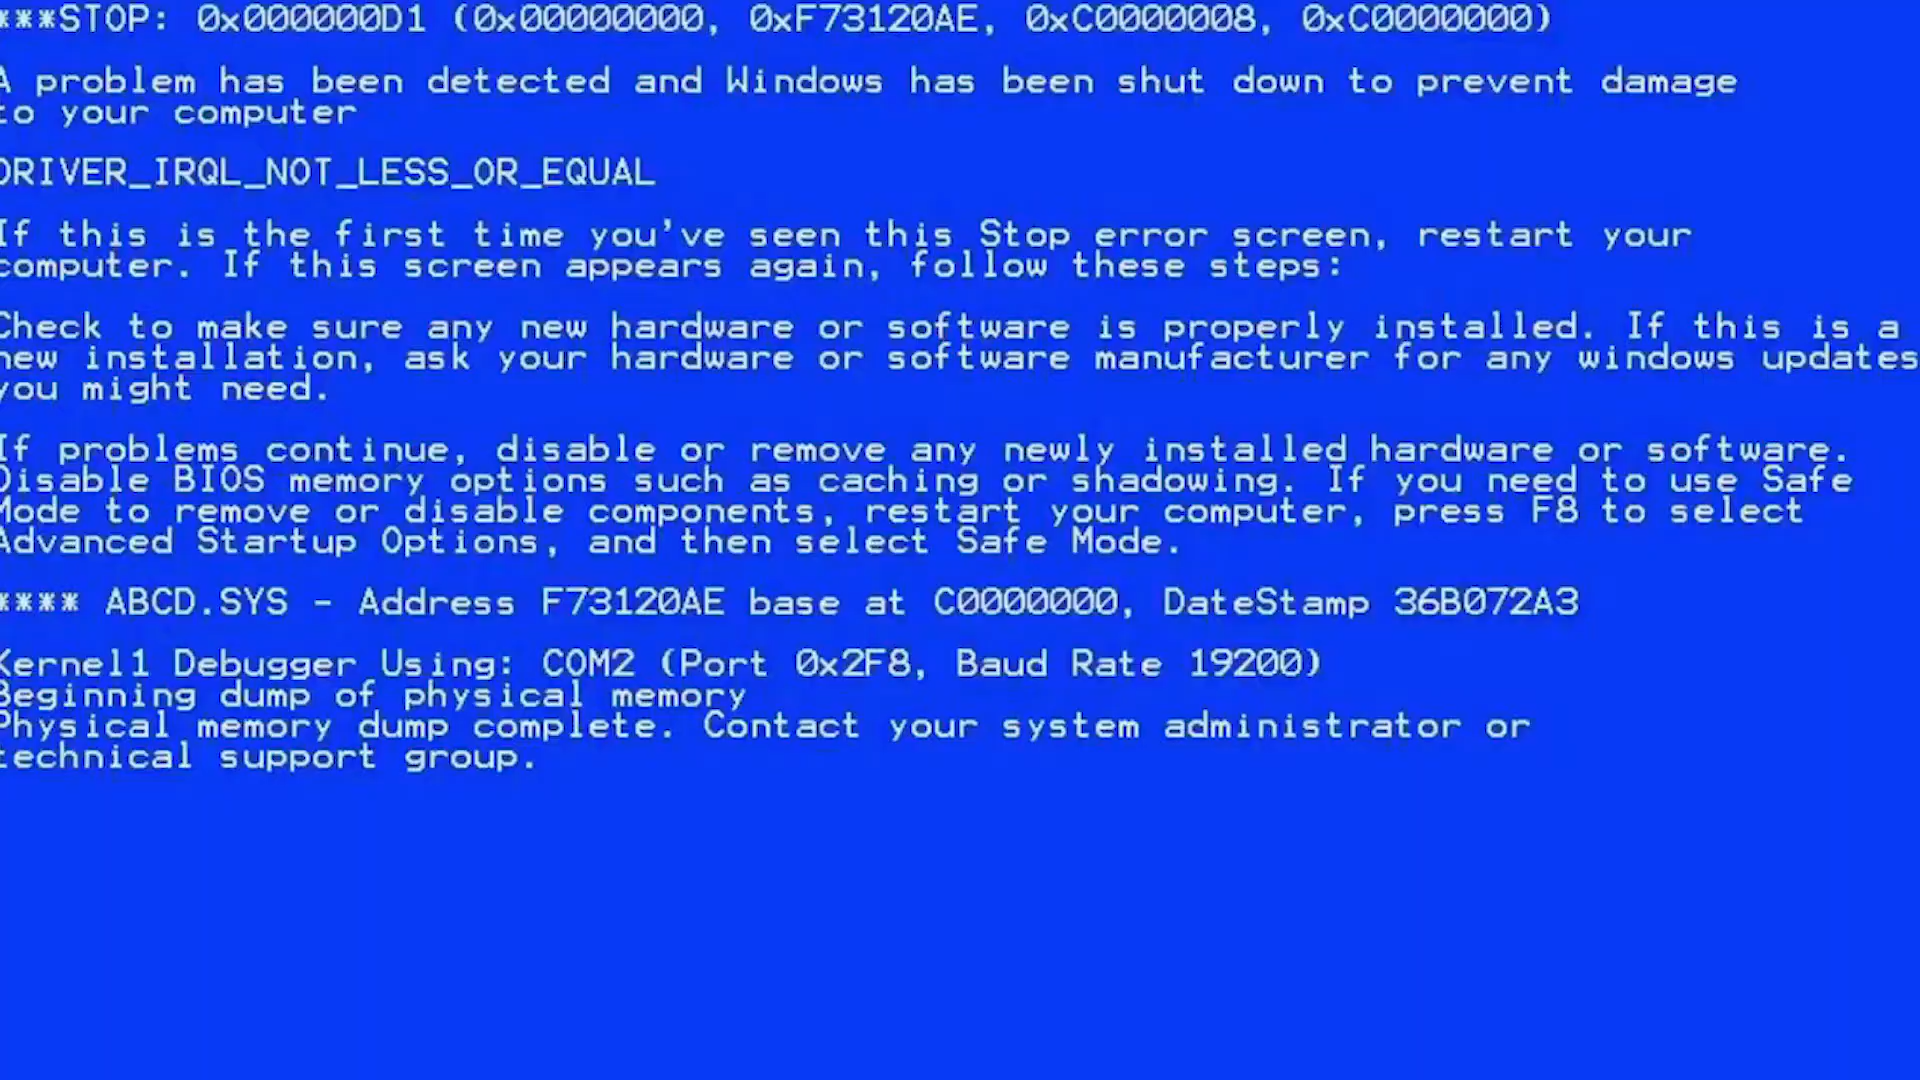 ***STOP: 0x000000D1 (0x00000000, 0xF73120AE, 0xC0000008, 0xC0000000)
A problem has been detected and Windows has been shut down to prevent damage
to your computer
DRIVER_IRQL_NOT_LESS_OR_EQUAL
If this is the first time you've seen this Stop error screen, restart your
computer. If this screen appears again, follow these steps:
Check to make sure any new hardware or software is properly installed. If this is a
new installation, ask your hardware or software manufacturer for any windows updates
you might need.
If problems continue, disable or remove any newly installed hardware or software.
Disable BIOS memory options such as caching or shadowing. If you need to use Safe
Mode to remove or disable components, restart your computer, press F8 to select
Advanced Startup Options, and then select Safe Mode.
**** ABCD.SYS - Address F73120AE base at C0000000, DateStamp 36B072A3
Kernel1 Debugger Using: COM2 (Port 0x2F8, Baud Rate 19200)
Beginning dump of physical memory
Physical memory dump complete. Contact your system administrator or
technical support group.